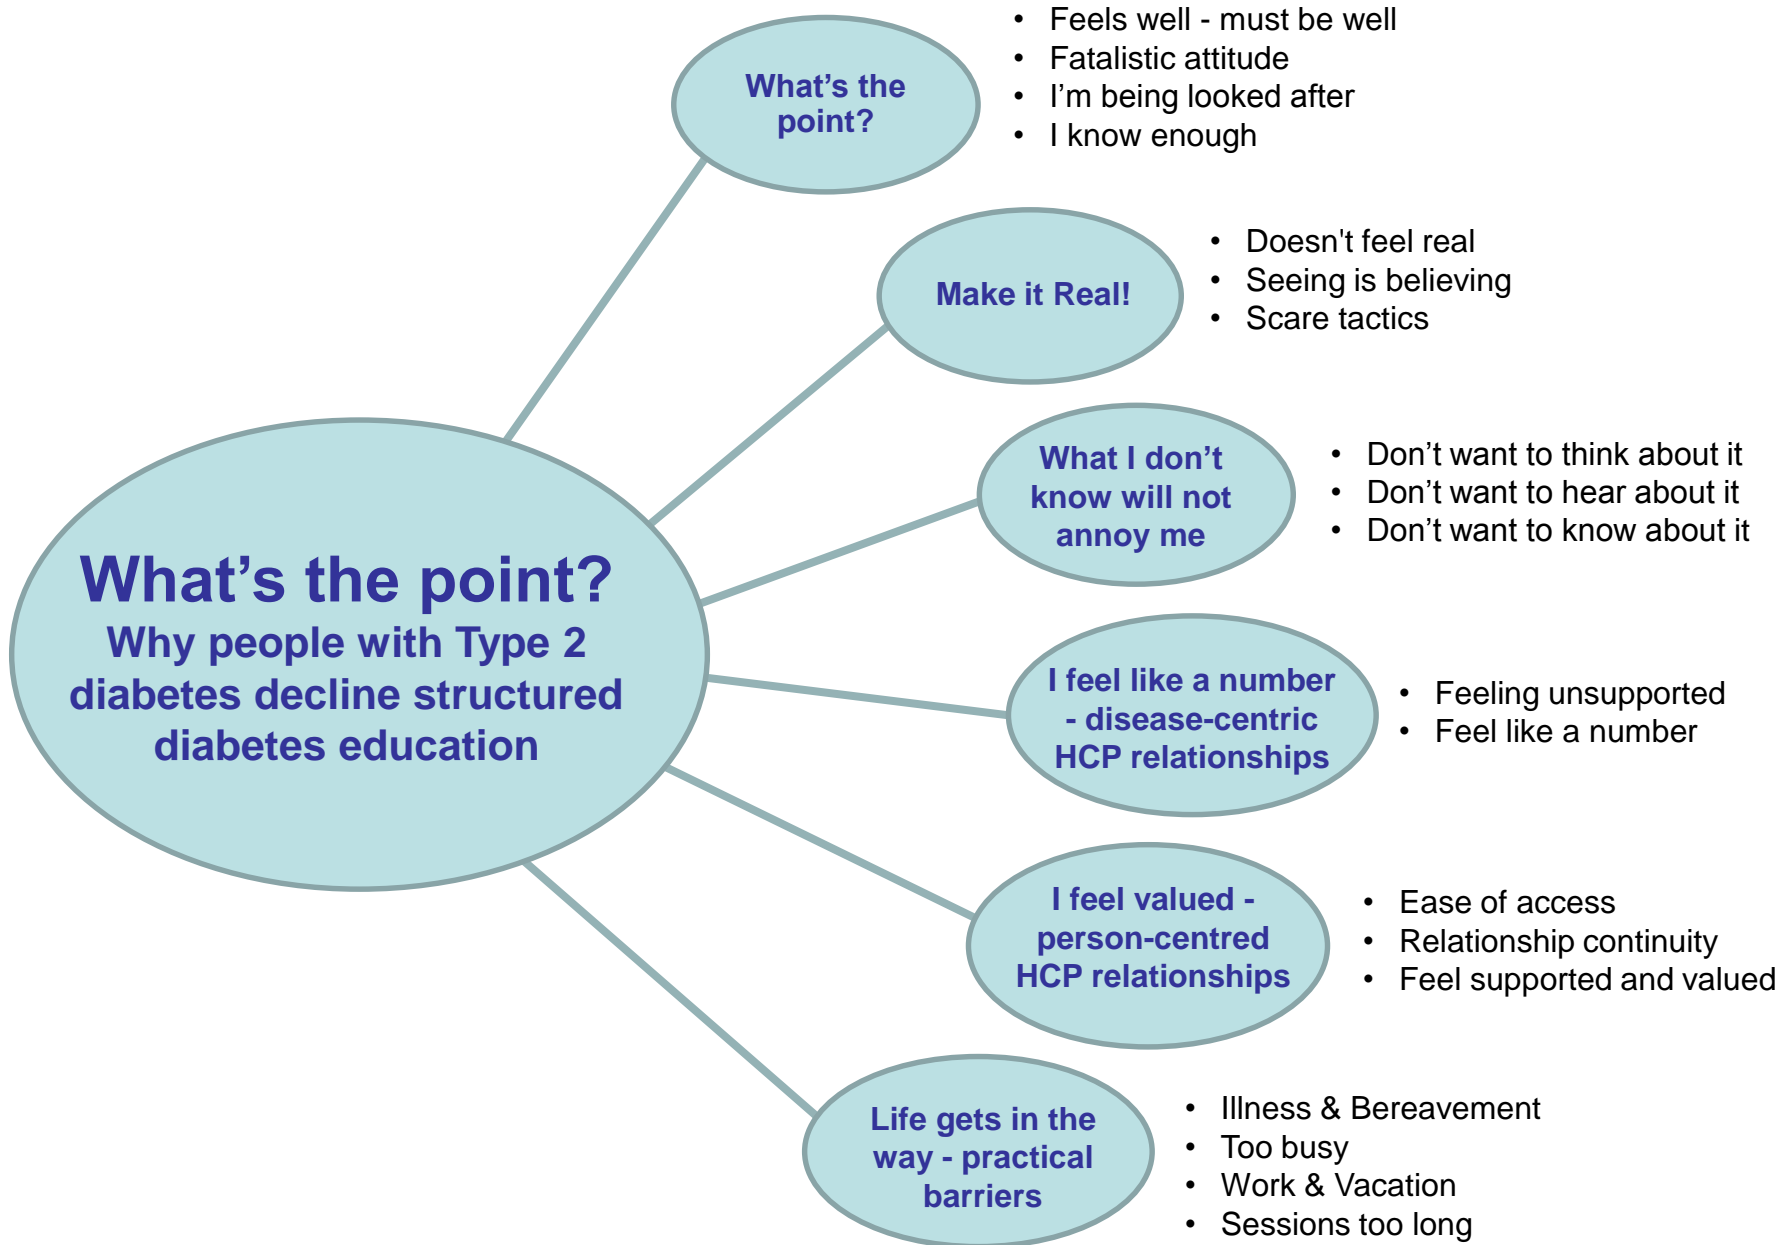 What's the
point?
• Feels well - must be well
• Fatalistic attitude
• I'm being looked after
• I know enough
Make it Real!
• Doesn't feel real
• Seeing is believing
• Scare tactics
What I don't
know will not
annoy me
• Don't want to think about it
• Don't want to hear about it
• Don't want to know about it
What's the point?
Why people with Type 2
diabetes decline structured
diabetes education
I feel like a number
- disease-centric
HCP relationships
• Feeling unsupported
• Feel like a number
I feel valued -
person-centred
HCP relationships
• Ease of access
• Relationship continuity
• Feel supported and valued
Life gets in the
way - practical
barriers
• Illness & Bereavement
• Too busy
• Work & Vacation
• Sessions too long